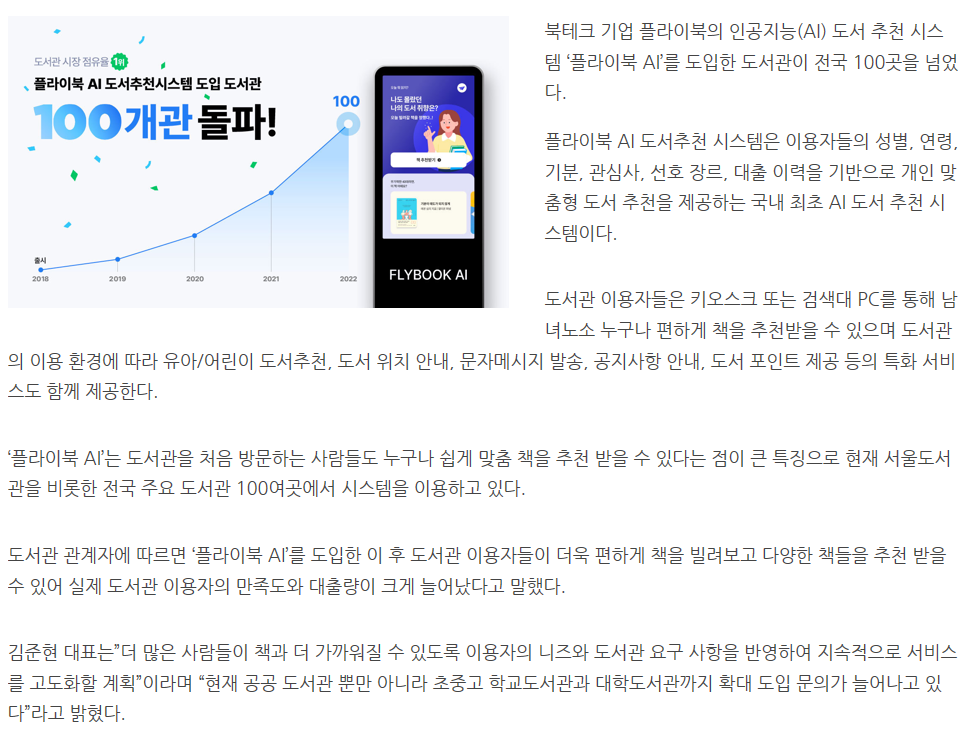 도서관 시장 점유율 1위
플라이북 AI 도서추천시스템 도입 도서관
100개관 돌파!
100
출시
2018
2019
2020
2021
2022
나도 몰랐던
나의 도서 취향은?
책 추천받기
FLYBOOK AI
북테크 기업 플라이북의 인공지능(AI) 도서 추천 시스
템 ‘플라이북 AI’를 도입한 도서관이 전국 100곳을 넘었
다.
플라이북 AI 도서추천 시스템은 이용자들의 성별, 연령,
기분, 관심사, 선호 장르, 대출 이력을 기반으로 개인 맞
춤형 도서 추천을 제공하는 국내 최초 AI 도서 추천 시
스템이다.
도서관 이용자들은 키오스크 또는 검색대 PC를 통해 남
녀노소 누구나 편하게 책을 추천받을 수 있으며 도서관
의 이용 환경에 따라 유아/어린이 도서추천, 도서 위치 안내, 문자메시지 발송, 공지사항 안내, 도서 포인트 제공 등의 특화 서비
스도 함께 제공한다.
‘플라이북 AI’는 도서관을 처음 방문하는 사람들도 누구나 쉽게 맞춤 책을 추천 받을 수 있다는 점이 큰 특징으로 현재 서울도서
관을 비롯한 전국 주요 도서관 100여곳에서 시스템을 이용하고 있다.
도서관 관계자에 따르면 ‘플라이북 AI’를 도입한 이 후 도서관 이용자들이 더욱 편하게 책을 빌려보고 다양한 책들을 추천 받을
수 있어 실제 도서관 이용자의 만족도와 대출량이 크게 늘어났다고 말했다.
김준현 대표는”더 많은 사람들이 책과 더 가까워질 수 있도록 이용자의 니즈와 도서관 요구 사항을 반영하여 지속적으로 서비스
를 고도화할 계획”이라며 “현재 공공 도서관 뿐만 아니라 초중고 학교도서관과 대학도서관까지 확대 도입 문의가 늘어나고 있
다”라고 밝혔다.